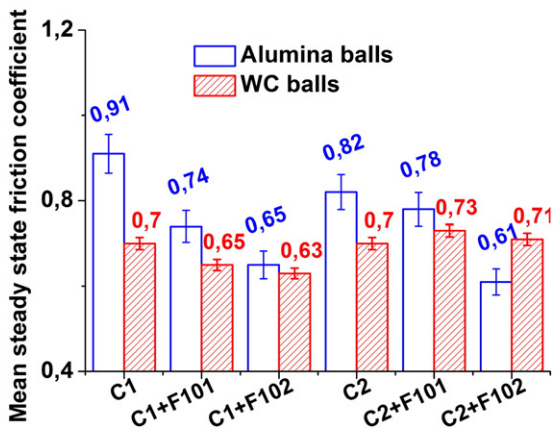 Mean steady state friction coefficient
1,2
0,8
0,4
Alumina balls
WC balls
0,91
0,7
0,74
0,65
0,65
0,63
0,82
0,7
0,78
0,73
0,61
0,71
C1
C1+F101
C1+F102
C2
C2+F101
C2+F102